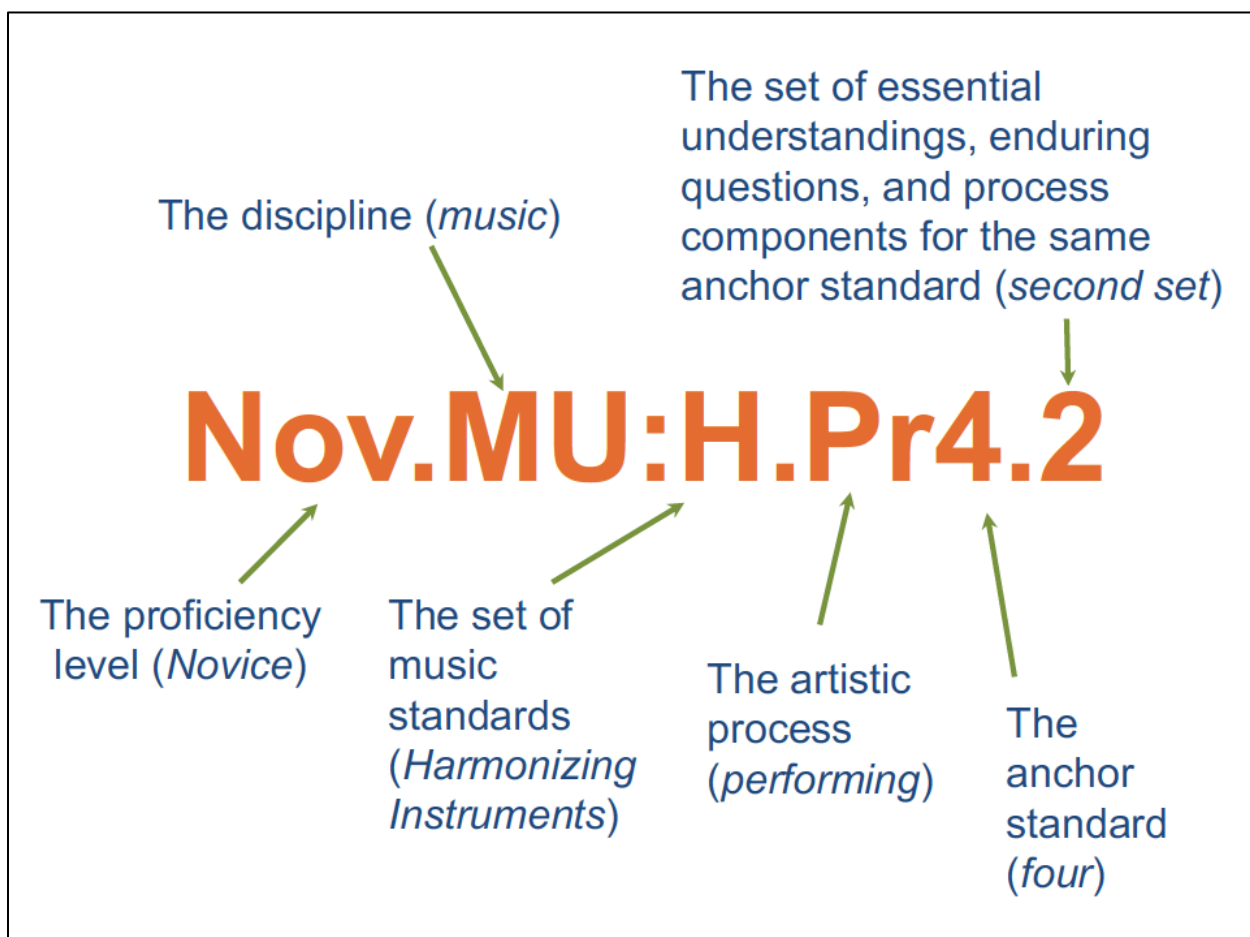 The set of essential
understandings, enduring
questions, and process
components for the same
anchor standard (second set)
The discipline (music)
Nov.MU:H.Pr4.2
The proficiency
level (Novice)
The set of
music
standards
(Harmonizing
Instruments)
The artistic
process
(performing)
The
anchor
standard
(four)